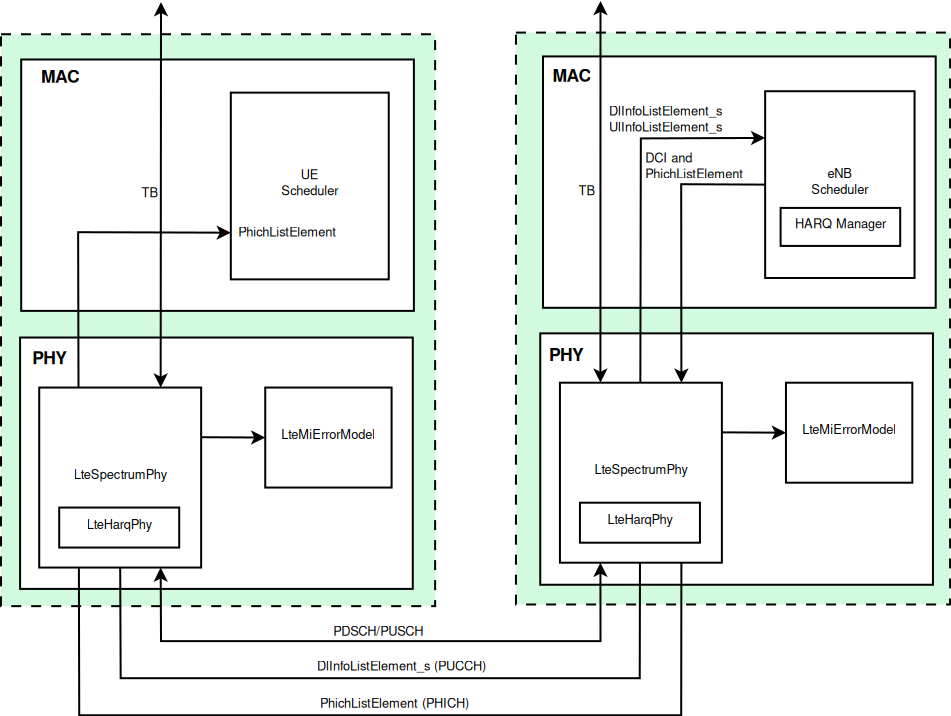 MAC
TB
UE
Scheduler
PhichListElement
PHY
LteSpectrumPhy
LteHarqPhy
LteMiErrorModel
MAC
DlInfoListElement_s
UlInfoListElement_s
DCI and
PhichListElement
TB
eNB
Scheduler
HARQ Manager
PHY
LteSpectrumPhy
LteHarqPhy
LteMiErrorModel
PDSCH/PUSCH
DlInfoListElement_s (PUCCH)
PhichListElement (PHICH)